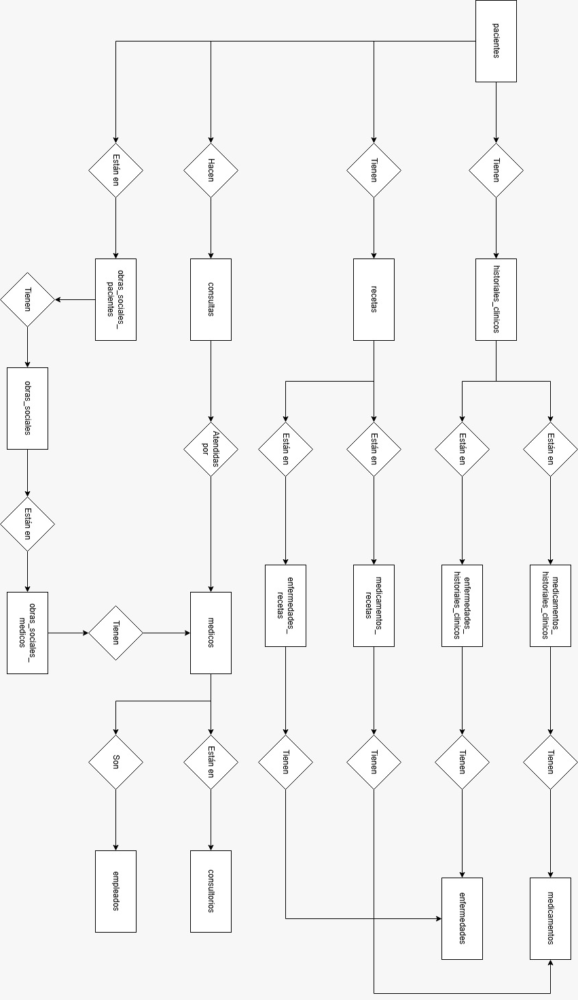 pacientes
Tienen
Tienen
Hacen
Están en
historiales_clinicos
recetas
consultas
obras_sociales_
pacientes
Tienen
obras_sociales
Están en
Están en
Están en
Están en
Atendidas
por
Están en
medicamentos_
historiales_clinicos
enfermedades_
historiales_clinicos
medicamentos_
recetas
enfermedades_
recetas
medicos
Tienen
obras_sociales_
medicos
Tienen
Tienen
Tienen
Tienen
Están en
Son
medicamentos
enfermedades
consultorios
empleados